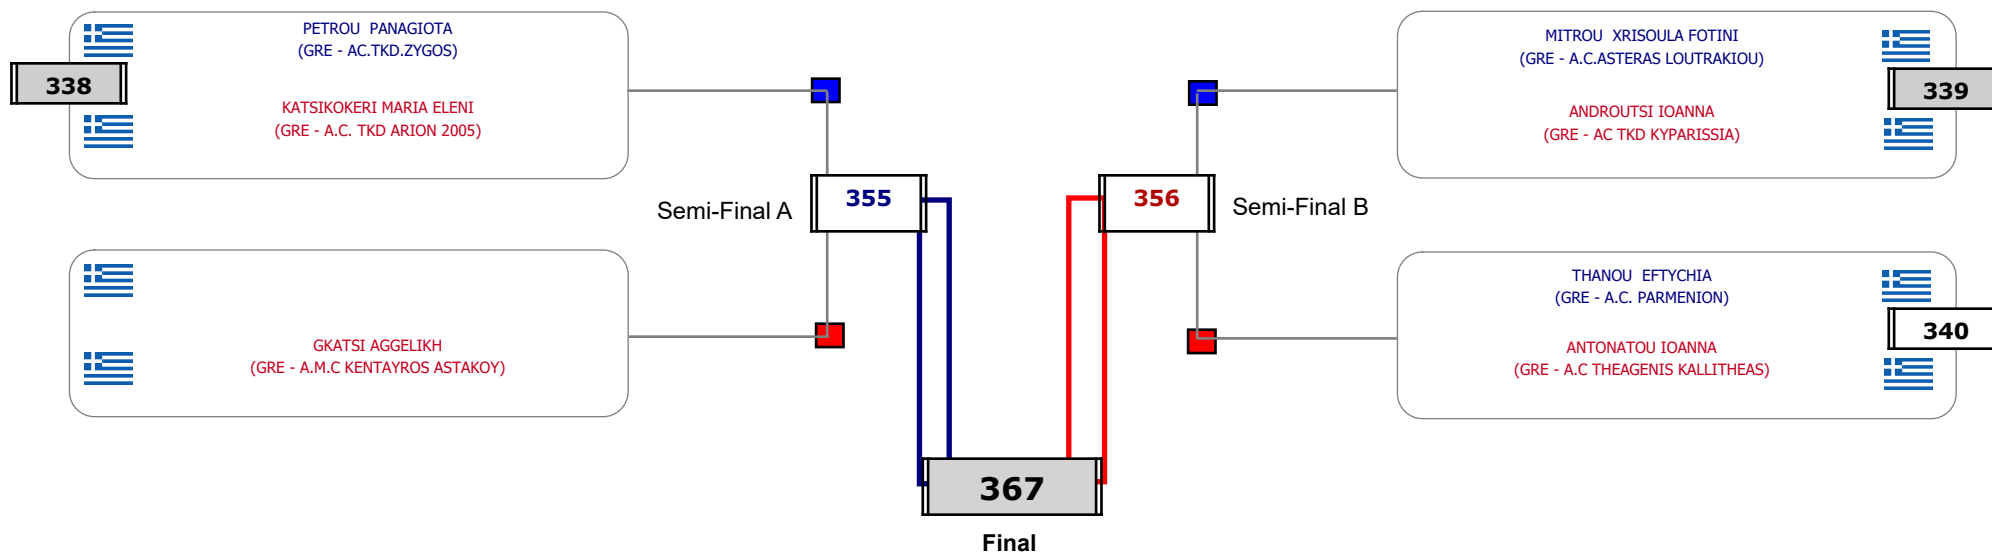 PETROU PANAGIOTA
(GRE - AC.TKD.ZYGOS)
338
KATSIKOKERI MARIA ELENI
(GRE - A.C. TKD ARION 2005)
GKATSI AGGELIKH
(GRE - A.M.C KENTAYROS ASTAKOY)
Semi-Final A
355
356
Semi-Final B
MITROU XRISOULA FOTINI
(GRE - A.C.ASTERAS LOUTRAKIOU)
339
ANDROUTSI IOANNA
(GRE - AC TKD KYPARISSIA)
THANOU EFTYCHIA
(GRE - A.C. PARMENION)
340
ANTONATOU IOANNA
(GRE - A.C THEAGENIS KALLITHEAS)
367
Final